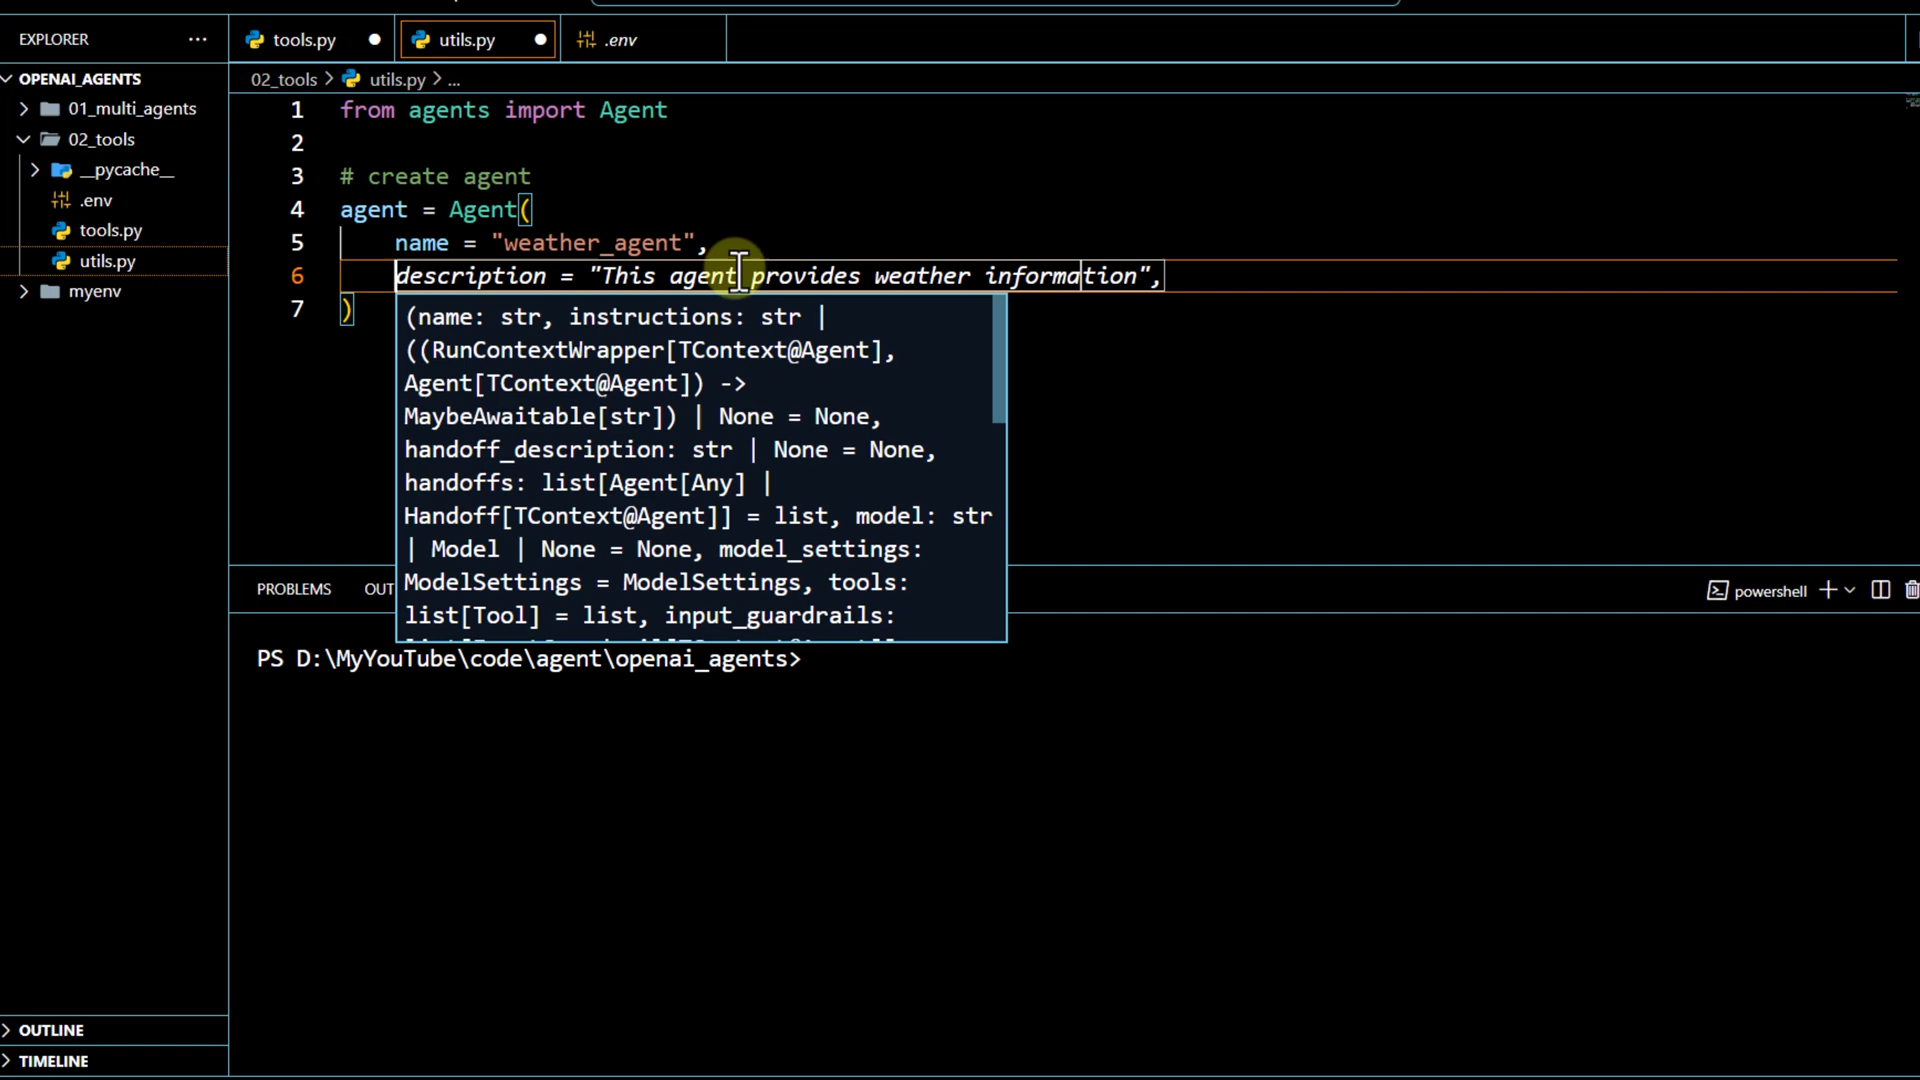 EXPLORER
OPENAI_AGENTS
01_multi_agents
02_tools
__pycache__
.env
tools.py
utils.py
myenv
OUTLINE
TIMELINE
tools.py
utils.py
.env
02_tools > utils.py > ...
1 from agents import Agent
2
3 # create agent
4 agent = Agent(
5 name = "weather_agent",
6 description = "This agent provides weather information",
7 )
(name: str, instructions: str |
((RunContextWrapper[TContext@Agent],
Agent[TContext@Agent]) ->
MaybeAwaitable[str]) | None = None,
handoff_description: str | None = None,
handoffs: list[Agent[Any] |
Handoff[TContext@Agent]] = list, model: str
| Model | None = None, model_settings:
ModelSettings = ModelSettings, tools:
list[Tool] = list, input_guardrails:
PROBLEMS OUT
powershell
PS D:\MyYouTube\code\agent\openai_agents>